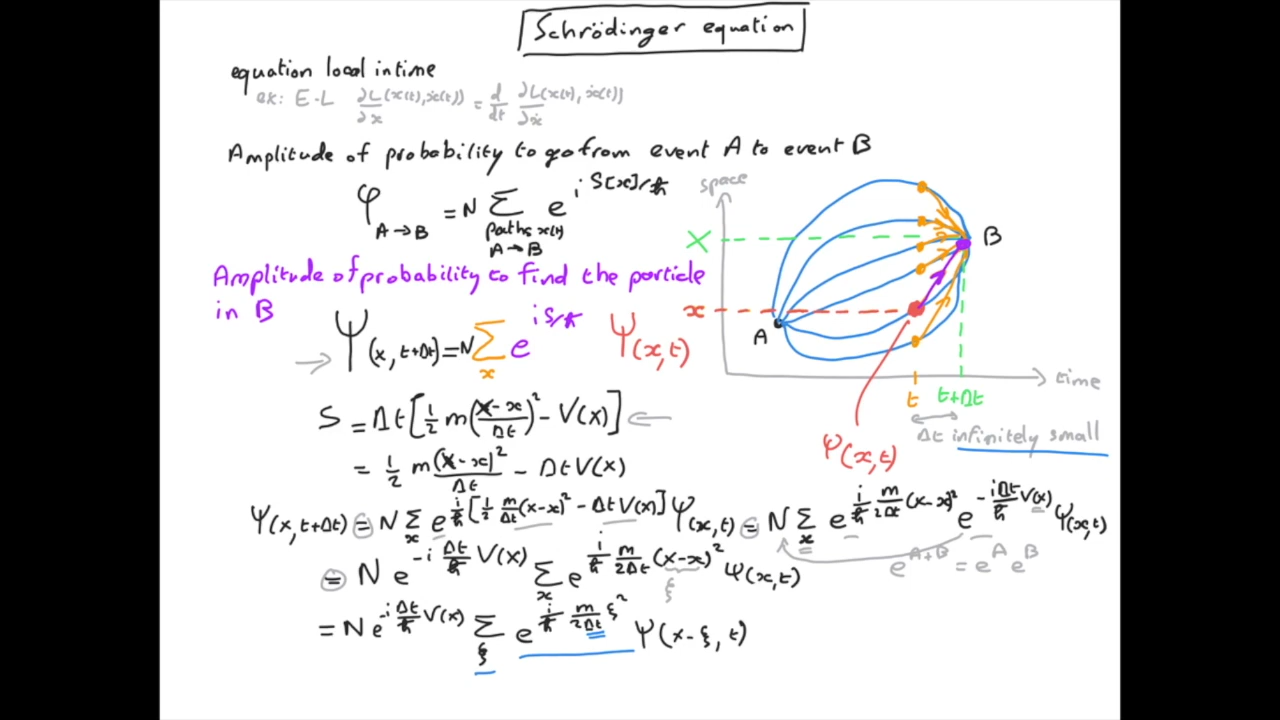 Schrödinger equation
equation local in time
ex: E-L ∂L(x(t),ẋ(t))/∂x = d/dt ∂L(x(t),ẋ(t))/∂ẋ
Amplitude of probability to go from event A to event B
φ_{A→B} = N Σ_{paths x(t) A→B} e^{i S[x]/ħ}
Amplitude of probability to find the particle
in B
Ψ(X, t+Δt) = N Σ_x e^{iS/ħ} Ψ(x,t)
S = Δt [½ m (X-x/Δt)² - V(X)]
= ½ m (X-x)²/Δt - Δt V(X)
Ψ(X, t+Δt) = N Σ_x e^{i/ħ [½ m/Δt (X-x)² - Δt V(X)]} Ψ(x,t) = N Σ_x e^{i/ħ m/2Δt (X-x)²} e^{-iΔt/ħ V(X)} Ψ(x,t)
= N e^{-i Δt/ħ V(X)} Σ_x e^{i/ħ m/2Δt (X-x)²} Ψ(x,t)
ξ
e^{A+B} = e^A e^B
= N e^{-i Δt/ħ V(X)} Σ_ξ e^{i/ħ m/2Δt ξ²} Ψ(X-ξ, t)
space
X
B
x
A
time
t
t+Δt
Δt infinitely small
Ψ(x,t)